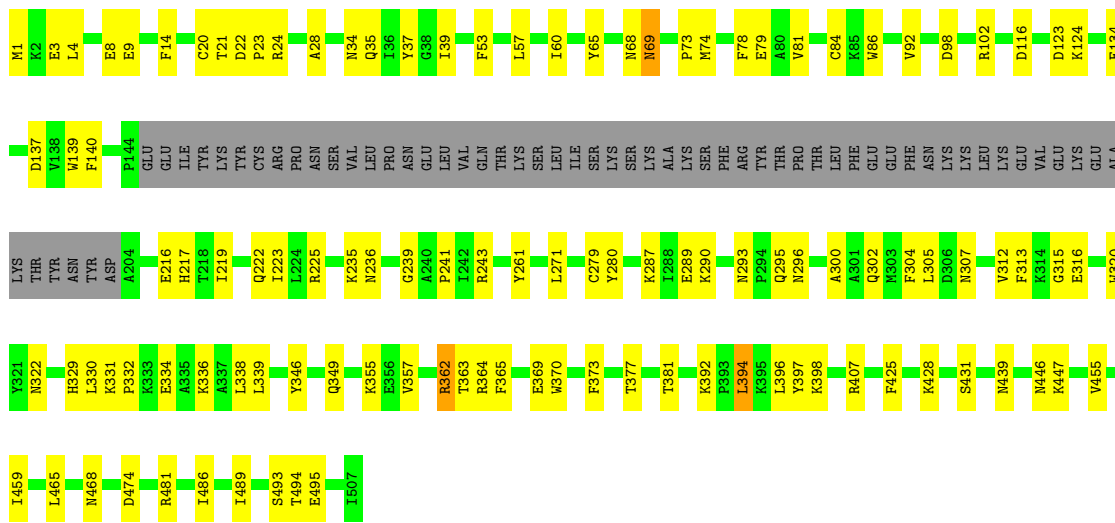 M1 K2 E3 L4 E8 E9 F14 C20 T21 D22 P23 R24 A28 N34 Q35 I36 Y37 G38 I39 F53 L57 I60 Y65 N68 N69 P73 M74 F78 E79 A80 V81 C84 K85 W86 V92 D98 R102 D116 D123 K124
D137 V138 W139 F140 P144 GLU GLU ILE TYR LYS TYR CYS ARG PRO ASN SER VAL LEU PRO ASN GLU LEU VAL GLN THR LYS SER LEU ILE SER LYS SER LYS ALA LYS SER PHE ARG TYR THR PRO THR LEU PHE GLU GLU PHE ASN LYS LYS LEU LYS GLU VAL GLU LYS GLU ALA
LYS THR TYR ASN TYR ASP A204 E216 H217 T218 I219 Q222 I223 L224 R225 K235 N236 G239 A240 P241 I242 R243 Y261 L271 C279 Y280 K287 I288 E289 K290 N293 P294 Q295 N296 A300 A301 Q302 M303 F304 L305 D306 N307 V312 F313 K314 G315 E316
Y321 N322 H329 L330 K331 P332 K333 E334 A335 K336 A337 L338 L339 Y346 Q349 K355 E356 V357 R362 T363 R364 F365 E369 W370 F373 T377 T381 K392 P393 L394 K395 L396 Y397 K398 R407 F425 K428 S431 N439 N446 K447 V455
I459 L465 N468 D474 R481 I486 I489 S493 T494 E495 I507